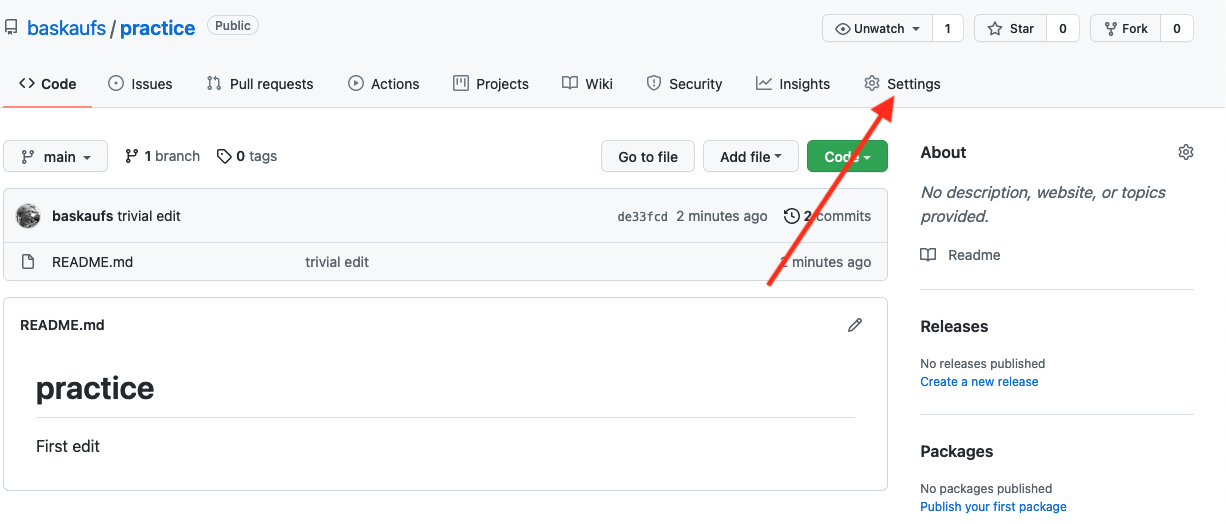 baskaufs / practice Public Unwatch 1 Star 0 Fork 0
Code Issues Pull requests Actions Projects Wiki Security Insights Settings
main 1 branch 0 tags Go to file Add file Code
baskaufs trivial edit de33fcd 2 minutes ago 2 commits
README.md trivial edit 2 minutes ago
README.md
practice
First edit
About
No description, website, or topics
provided.
Readme
Releases
No releases published
Create a new release
Packages
No packages published
Publish your first package